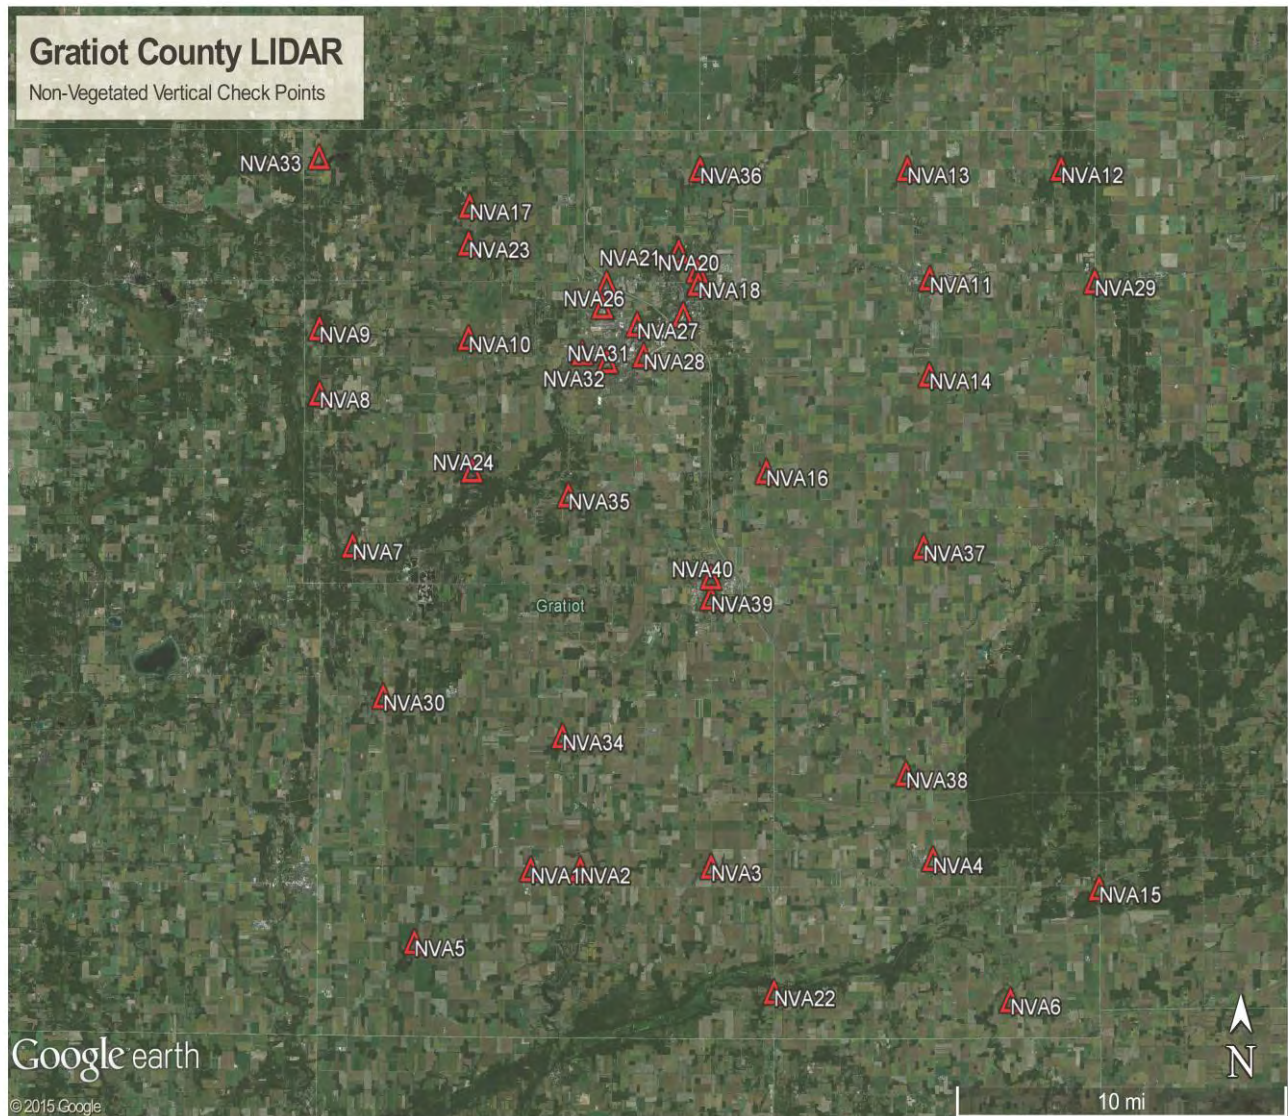 Gratiot County LIDAR
Non-Vegetated Vertical Check Points
NVA33
NVA36
NVA13
NVA12
NVA17
NVA23
NVA21
NVA20
NVA18
NVA11
NVA29
NVA26
NVA27
NVA9
NVA10
NVA31
NVA28
NVA32
NVA14
NVA8
NVA24
NVA16
NVA35
NVA7
NVA37
NVA40
NVA39
Gratiot
NVA30
NVA34
NVA38
NVA1
NVA2
NVA3
NVA4
NVA15
NVA5
NVA22
NVA6
N
Google earth
© 2015 Google
10 mi